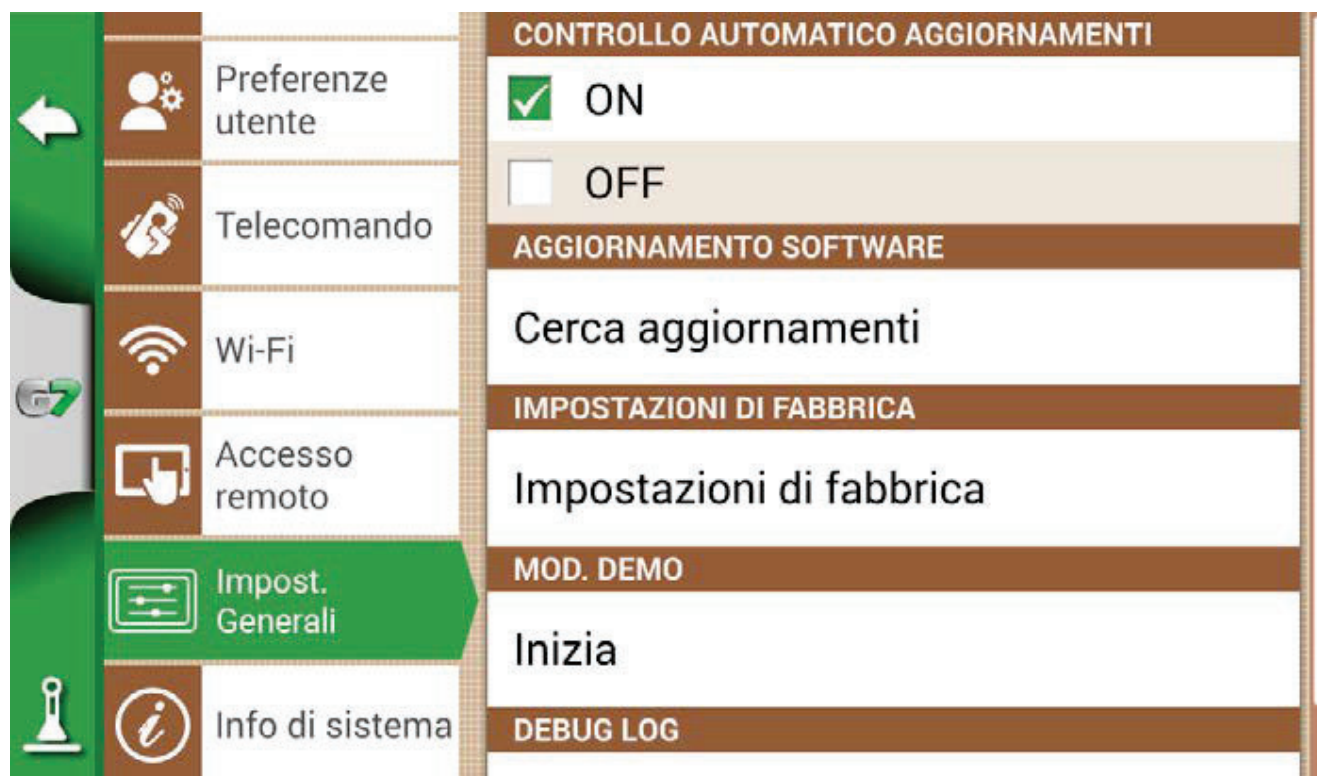 Preferenze
utente
Telecomando
Wi-Fi
Accesso
remoto
Impost.
Generali
Info di sistema
G7
CONTROLLO AUTOMATICO AGGIORNAMENTI
ON
OFF
AGGIORNAMENTO SOFTWARE
Cerca aggiornamenti
IMPOSTAZIONI DI FABBRICA
Impostazioni di fabbrica
MOD. DEMO
Inizia
DEBUG LOG